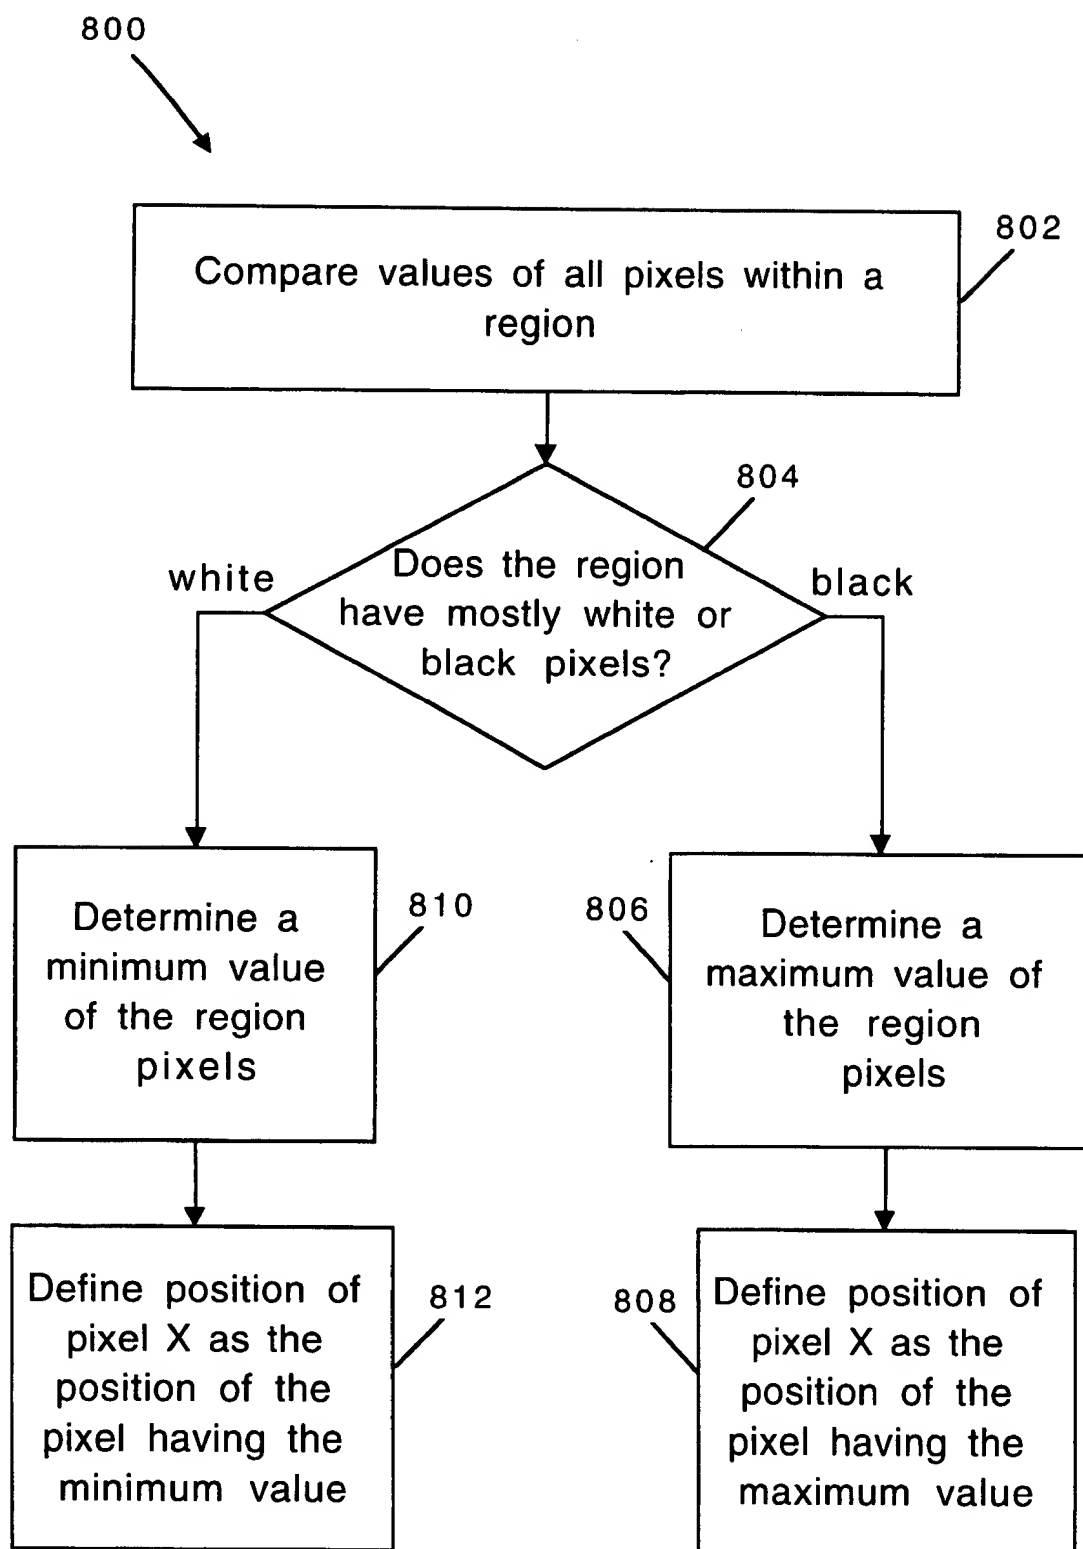 800
802
Compare values of all pixels within a
region
804
Does the region
have mostly white or
black pixels?
white
black
810
Determine a
minimum value
of the region
pixels
806
Determine a
maximum value of
the region
pixels
812
Define position of
pixel X as the
position of the
pixel having the
minimum value
808
Define position of
pixel X as the
position of the
pixel having the
maximum value